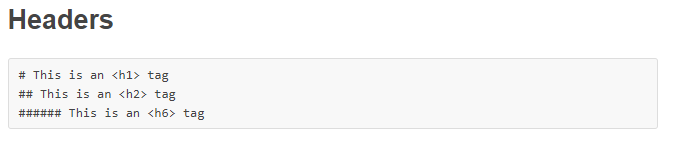 Headers
# This is an <h1> tag
## This is an <h2> tag
###### This is an <h6> tag